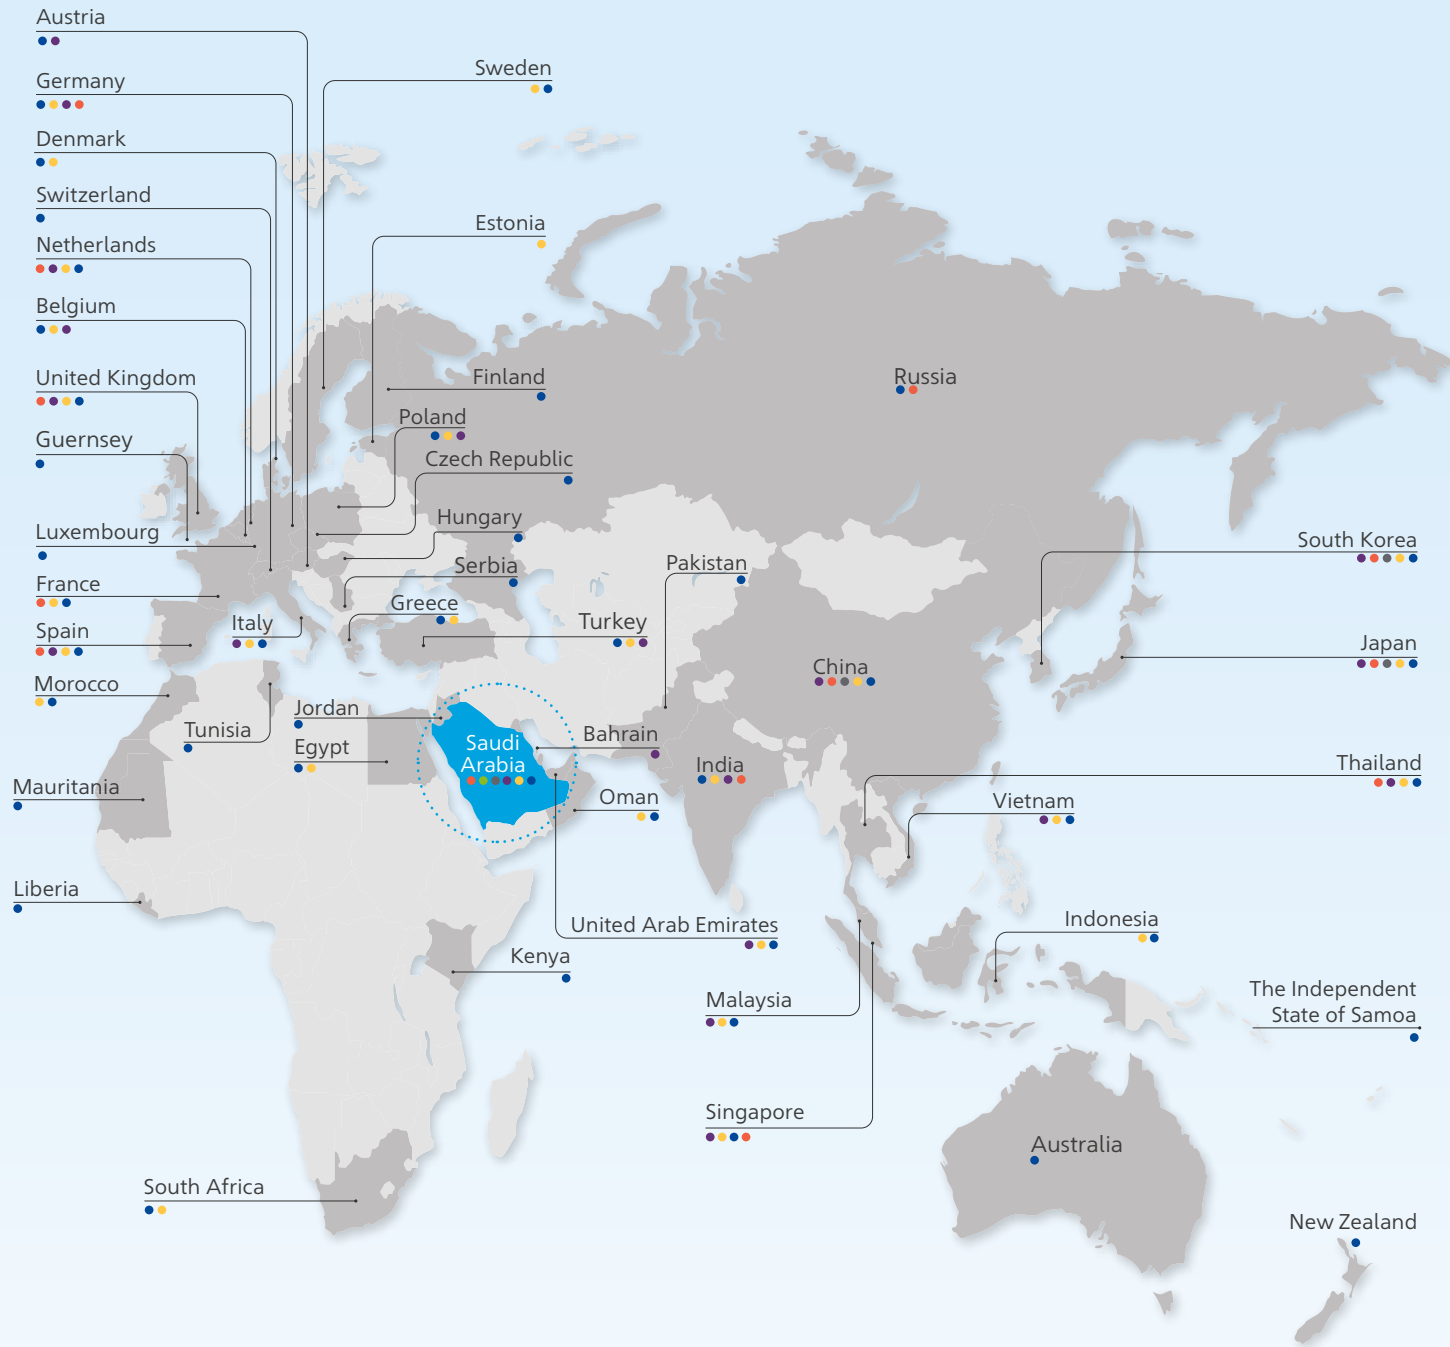 Austria
Germany
Denmark
Switzerland
Netherlands
Belgium
United Kingdom
Guernsey
Luxembourg
France
Spain
Morocco
Mauritania
Liberia
South Africa
Sweden
Estonia
Finland
Poland
Czech Republic
Hungary
Serbia
Greece
Italy
Turkey
Tunisia
Jordan
Egypt
Saudi
Arabia
Bahrain
Oman
United Arab Emirates
Kenya
Pakistan
Russia
China
India
South Korea
Japan
Thailand
Vietnam
Indonesia
Malaysia
Singapore
The Independent
State of Samoa
Australia
New Zealand